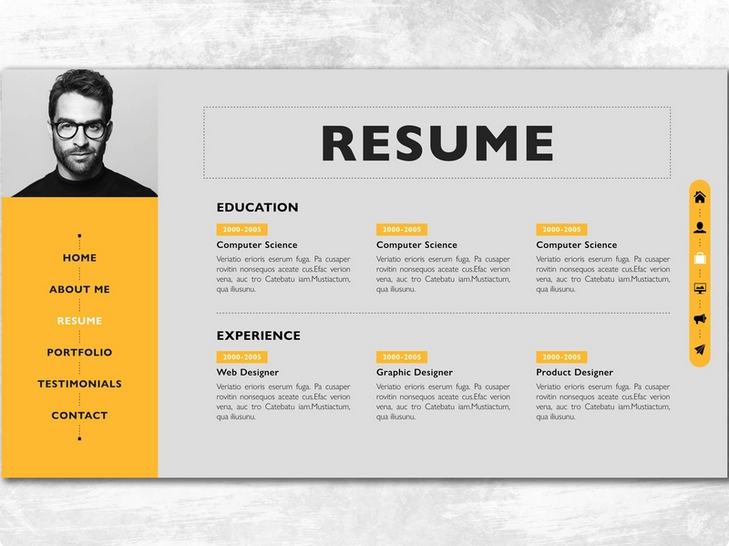 RESUME
HOME
ABOUT ME
RESUME
PORTFOLIO
TESTIMONIALS
CONTACT
EDUCATION
2000-2005
Computer Science
Veriatio erioris eserum fuga. Pa cusaper
rovitin nonsequos aceate cus.Efac verion
vena, auc tro Catebatu iam.Mustiactum,
qua iliusunu.
2000-2005
Computer Science
Veriatio erioris eserum fuga. Pa cusaper
rovitin nonsequos aceate cus.Efac verion
vena, auc tro Catebatu iam.Mustiactum,
qua iliusunu.
2000-2005
Computer Science
Veriatio erioris eserum fuga. Pa cusaper
rovitin nonsequos aceate cus.Efac verion
vena, auc tro Catebatu iam.Mustiactum,
qua iliusunu.
EXPERIENCE
2000-2005
Web Designer
Veriatio erioris eserum fuga. Pa cusaper
rovitin nonsequos aceate cus.Efac verion
vena, auc tro Catebatu iam.Mustiactum,
qua iliusunu.
2000-2005
Graphic Designer
Veriatio erioris eserum fuga. Pa cusaper
rovitin nonsequos aceate cus.Efac verion
vena, auc tro Catebatu iam.Mustiactum,
qua iliusunu.
2000-2005
Product Designer
Veriatio erioris eserum fuga. Pa cusaper
rovitin nonsequos aceate cus.Efac verion
vena, auc tro Catebatu iam.Mustiactum,
qua iliusunu.